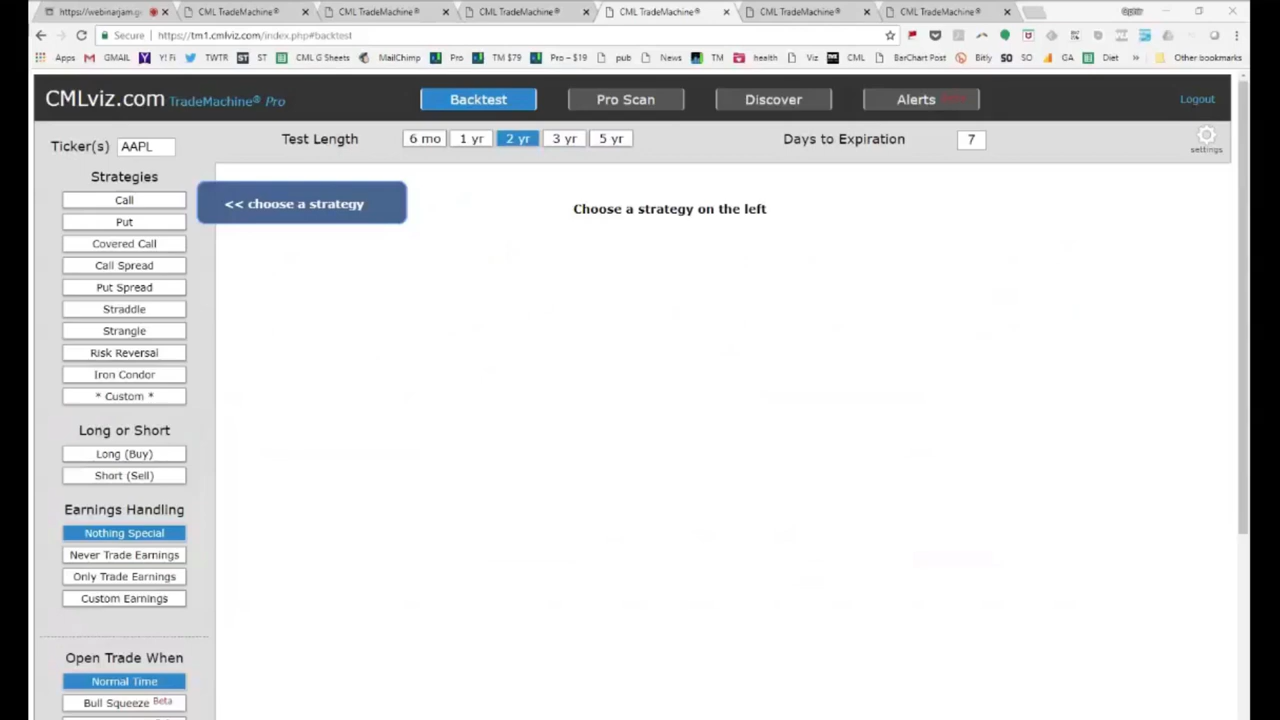 https://webinarjam.g
CML TradeMachine®
CML TradeMachine®
CML TradeMachine®
CML TradeMachine®
CML TradeMachine®
CML TradeMachine®
Secure
https://tm1.cmlviz.com/index.php#backtest
Apps GMAIL Y! Fi TWTR ST CML G Sheets MailChimp Pro TM $79 Pro - $19 pub News TM health Viz CML BarChart Post Bitly SO GA Diet » Other bookmarks
CMLviz.com TradeMachine® Pro
Backtest
Pro Scan
Discover
Alerts
Logout
Ticker(s) AAPL
Test Length 6 mo 1 yr 2 yr 3 yr 5 yr
Days to Expiration 7
settings
Strategies
Call
<< choose a strategy
Choose a strategy on the left
Put
Covered Call
Call Spread
Put Spread
Straddle
Strangle
Risk Reversal
Iron Condor
* Custom *
Long or Short
Long (Buy)
Short (Sell)
Earnings Handling
Nothing Special
Never Trade Earnings
Only Trade Earnings
Custom Earnings
Open Trade When
Normal Time
Bull Squeeze Beta